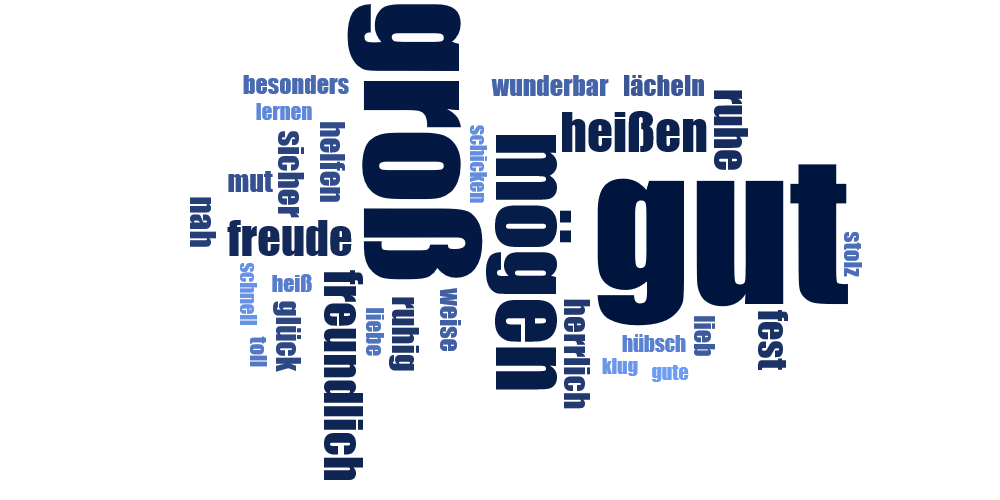 groß
besonders
wunderbar
lächeln
lernen
ruhe
heißen
sicher
helfen
schicken
mögen
mut
gut
nah
freude
stolz
schnell
heiß
freundlich
weise
glück
ruhig
liebe
herrlich
lieb
fest
toll
hübsch
klug
gute